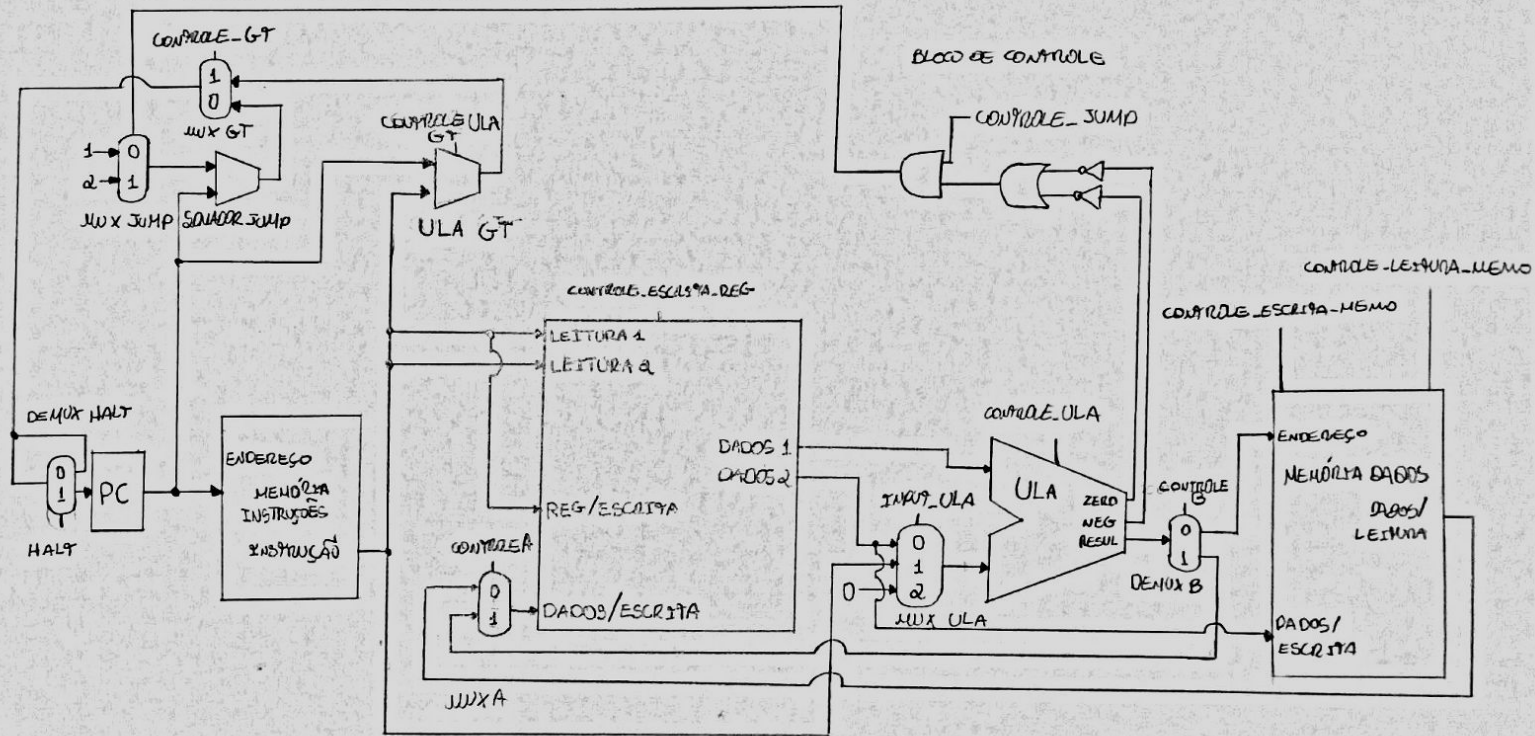 CONTROLE_GT
1
0
MUX GT
1
2
0
1
MUX JUMP
SOMADOR JUMP
CONTROLE ULA
GT
ULA GT
BLOCO DE CONTROLE
CONTROLE_JUMP
CONTROLE_LEITURA_MEMO
CONTROLE_ESCRITA_MEMO
CONTROLE_ESCRITA_REG
LEITURA 1
LEITURA 2
DADOS 1
DADOS 2
REG/ESCRITA
DADOS/ESCRITA
DEMUX HALT
0
1
HALT
PC
ENDEREÇO
MEMÓRIA
INSTRUÇÕES
INSTRUÇÃO
CONTROLE A
0
1
MUX A
INPUT_ULA
0
1
2
0
MUX ULA
CONTROLE_ULA
ULA
ZERO
NEG
RESUL
CONTROLE
B
0
1
DEMUX B
ENDEREÇO
MEMÓRIA DADOS
DADOS/
LEITURA
DADOS/
ESCRITA